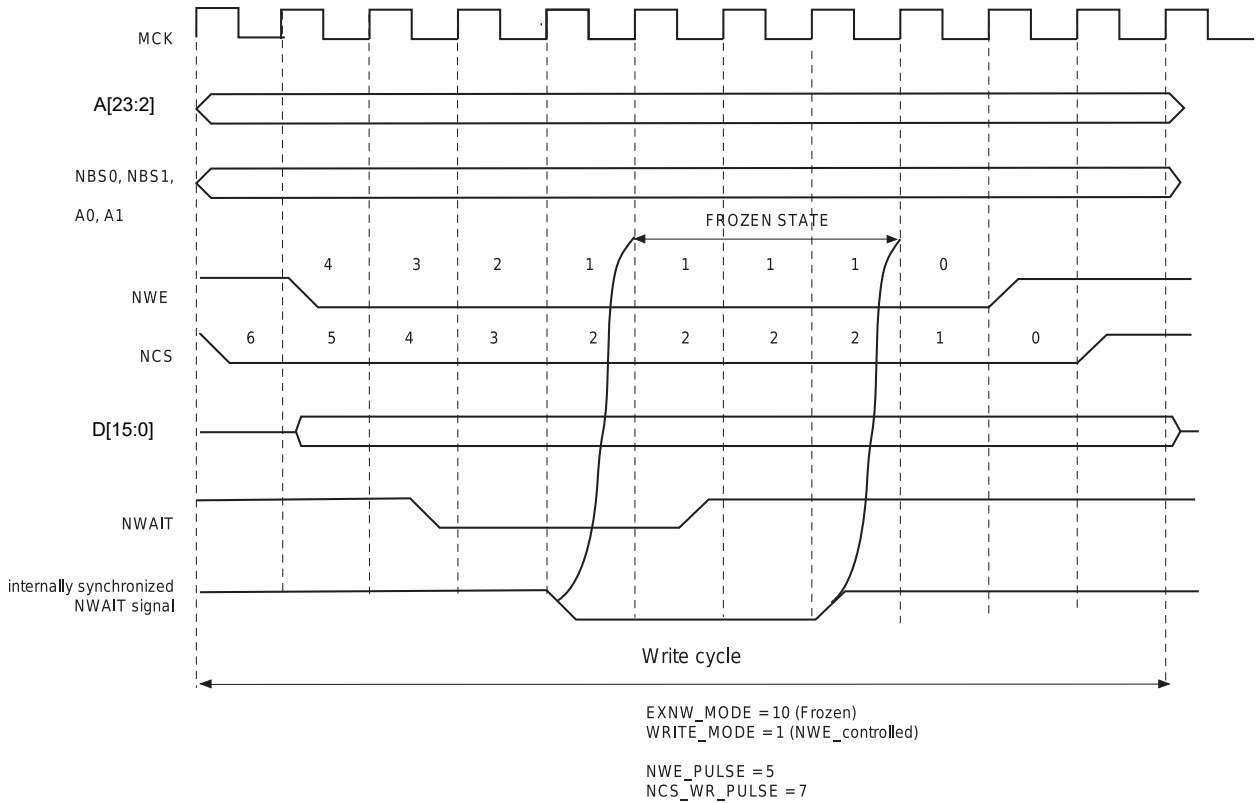 MCK
A[23:2]
NBS0, NBS1,
A0, A1
FROZEN STATE
4 3 2 1 1 1 1 0
NWE
6 5 4 3 2 2 2 2 1 0
NCS
D[15:0]
NWAIT
internally synchronized
NWAIT signal
Write cycle
EXNW_MODE = 10 (Frozen)
WRITE_MODE = 1 (NWE_controlled)
NWE_PULSE = 5
NCS_WR_PULSE = 7